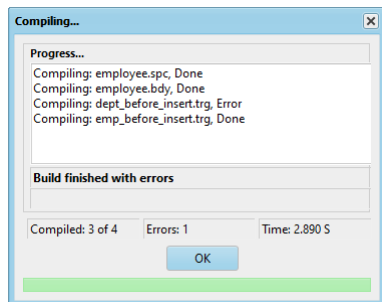 Compiling...
Progress...
Compiling: employee.spc, Done
Compiling: employee.bdy, Done
Compiling: dept_before_insert.trg, Error
Compiling: emp_before_insert.trg, Done
Build finished with errors
Compiled: 3 of 4 Errors: 1 Time: 2.890 S
OK